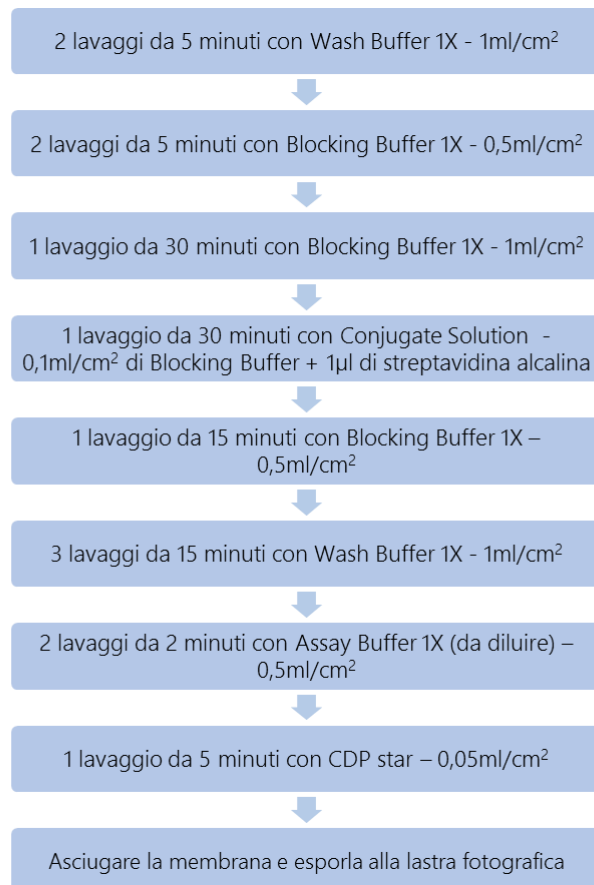 2 lavaggi da 5 minuti con Wash Buffer 1X - 1ml/cm²
2 lavaggi da 5 minuti con Blocking Buffer 1X - 0,5ml/cm²
1 lavaggio da 30 minuti con Blocking Buffer 1X - 1ml/cm²
1 lavaggio da 30 minuti con Conjugate Solution -
0,1ml/cm² di Blocking Buffer + 1µl di streptavidina alcalina
1 lavaggio da 15 minuti con Blocking Buffer 1X –
0,5ml/cm²
3 lavaggi da 15 minuti con Wash Buffer 1X - 1ml/cm²
2 lavaggi da 2 minuti con Assay Buffer 1X (da diluire) –
0,5ml/cm²
1 lavaggio da 5 minuti con CDP star – 0,05ml/cm²
Asciugare la membrana e esporla alla lastra fotografica